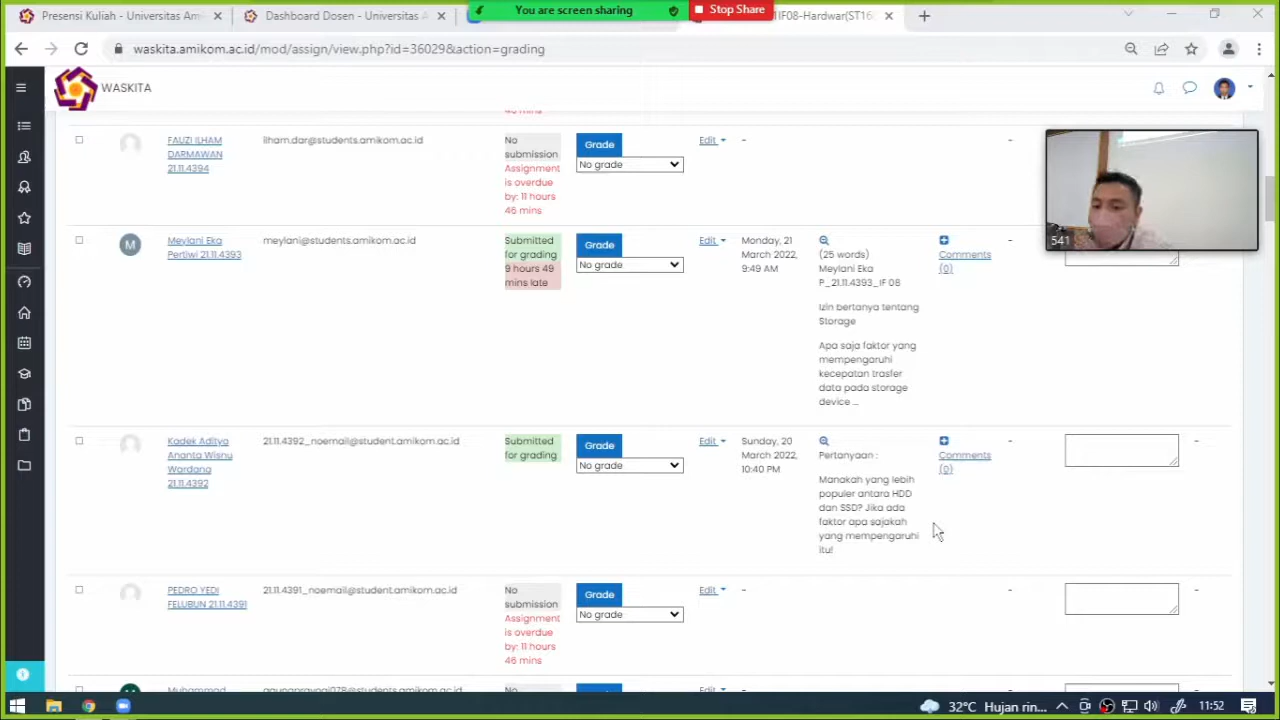 Presensi Kuliah - Universitas Ami
Dashboard Dosen - Universitas A
You are screen sharing
Stop Share
IF08-Hardwar(ST16
waskita.amikom.ac.id/mod/assign/view.php?id=36029&action=grading
WASKITA
FAUZI ILHAM
DARMAWAN
21.11.4394
ilham.dar@students.amikom.ac.id
No
submission
Assignment
is overdue
by: 11 hours
46 mins
Grade
No grade
Edit
-
-
541
M
Meylani Eka
Pertiwi 21.11.4393
meylani@students.amikom.ac.id
Submitted
for grading
9 hours 49
mins late
Grade
No grade
Edit
Monday, 21
March 2022,
9:49 AM
(25 words)
Meylani Eka
P_21.11.4393_IF 08
Izin bertanya tentang
Storage
Apa saja faktor yang
mempengaruhi
kecepatan trasfer
data pada storage
device ...
Comments
(0)
-
Kadek Aditya
Ananta Wisnu
Wardana
21.11.4392
21.11.4392_noemail@student.amikom.ac.id
Submitted
for grading
Grade
No grade
Edit
Sunday, 20
March 2022,
10:40 PM
Pertanyaan :
Manakah yang lebih
populer antara HDD
dan SSD? Jika ada
faktor apa sajakah
yang mempengaruhi
itu!
Comments
(0)
-
-
PEDRO YEDI
FELUBUN 21.11.4391
21.11.4391_noemail@student.amikom.ac.id
No
submission
Assignment
is overdue
by: 11 hours
46 mins
Grade
No grade
Edit
-
-
-
Muhammad
No
Edit
32°C Hujan rin...
11:52